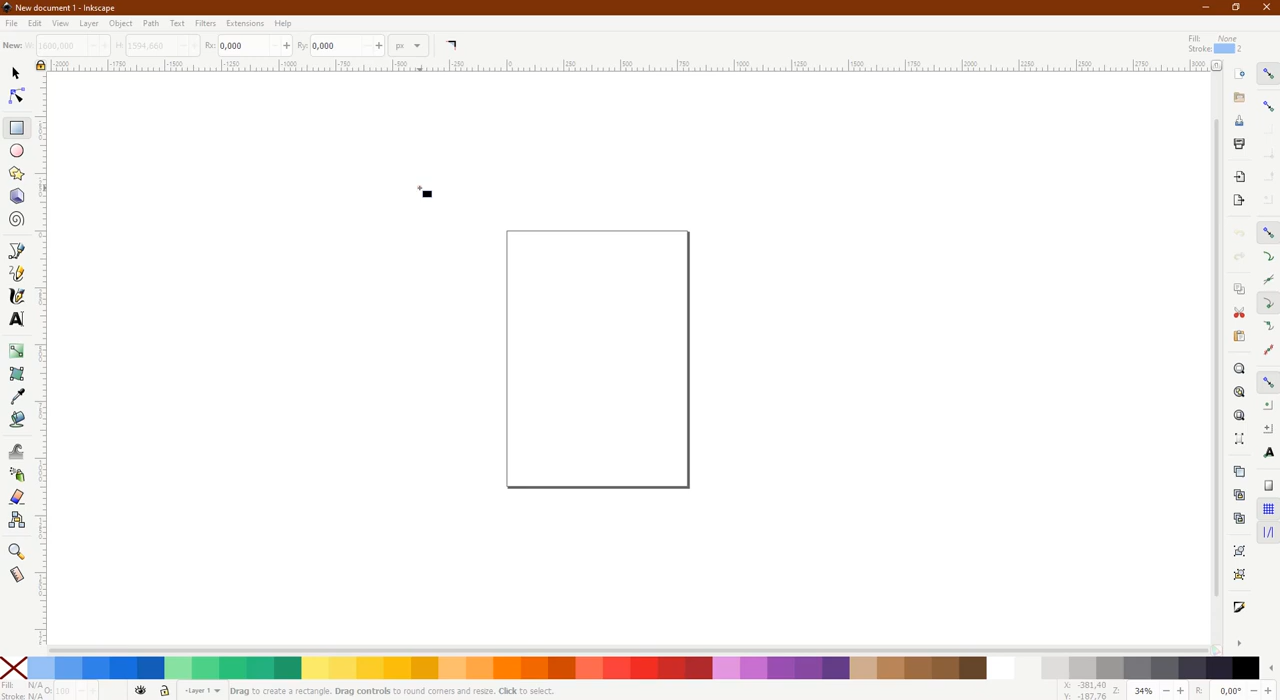 New document 1 - Inkscape
File Edit View Layer Object Path Text Filters Extensions Help
New: W: 1600,000 H: 1594,660 Rx: 0,000 Ry: 0,000 px
Fill: None
Stroke: 2
-2000 -1750 -1500 -1250 -1000 -750 -500 -250 0 250 500 750 1000 1250 1500 1750 2000 2250 2500 2750 3000
Fill: N/A
Stroke: N/A
O: 100
-Layer 1
Drag to create a rectangle. Drag controls to round corners and resize. Click to select.
X: -381,40
Y: -187,76
Z: 34%
R: 0,00°